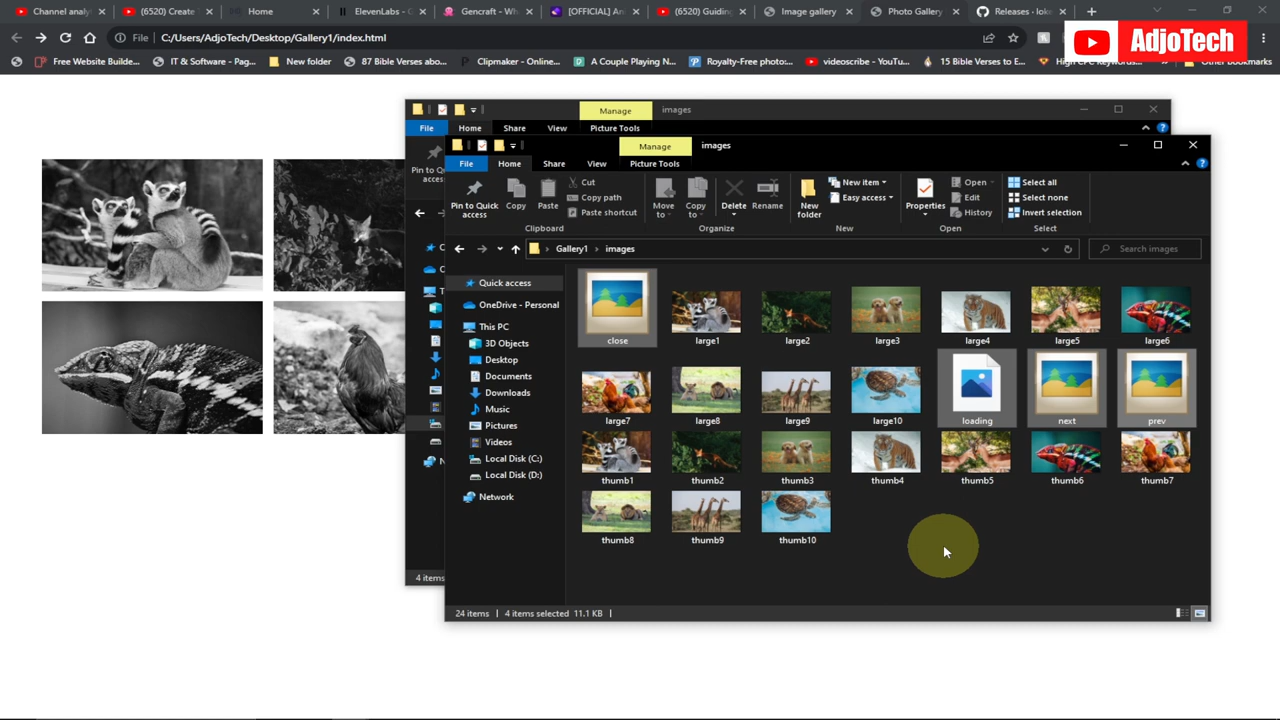 Channel analy
(6520) Create
Home
ElevenLabs - G
Gencraft - Wh
[OFFICIAL] An
(6520) Guiding
Image gallery
Photo Gallery
Releases · loke
File
C:/Users/AdjoTech/Desktop/Gallery1/index.html
AdjoTech
Free Website Builde...
IT & Software - Pag...
New folder
87 Bible Verses abo...
Clipmaker - Online...
A Couple Playing N...
Royalty-Free photo:...
videoscribe - YouTu...
15 Bible Verses to E
High CPC Keywords...
Other Bookmarks
Manage
images
File
Home
Share
View
Picture Tools
Manage
images
File
Home
Share
View
Picture Tools
Pin to Quick
access
Copy
Paste
Cut
Copy path
Paste shortcut
Clipboard
Move
to
Copy
to
Delete
Rename
Organize
New
folder
New item
Easy access
New
Properties
Open
Edit
History
Open
Select all
Select none
Invert selection
Select
Gallery1
images
Search images
Quick access
OneDrive - Personal
This PC
3D Objects
Desktop
Documents
Downloads
Music
Pictures
Videos
Local Disk (C:)
Local Disk (D:)
Network
close
large1
large2
large3
large4
large5
large6
large7
large8
large9
large10
loading
next
prev
thumb1
thumb2
thumb3
thumb4
thumb5
thumb6
thumb7
thumb8
thumb9
thumb10
4 items
24 items
4 items selected 11.1 KB